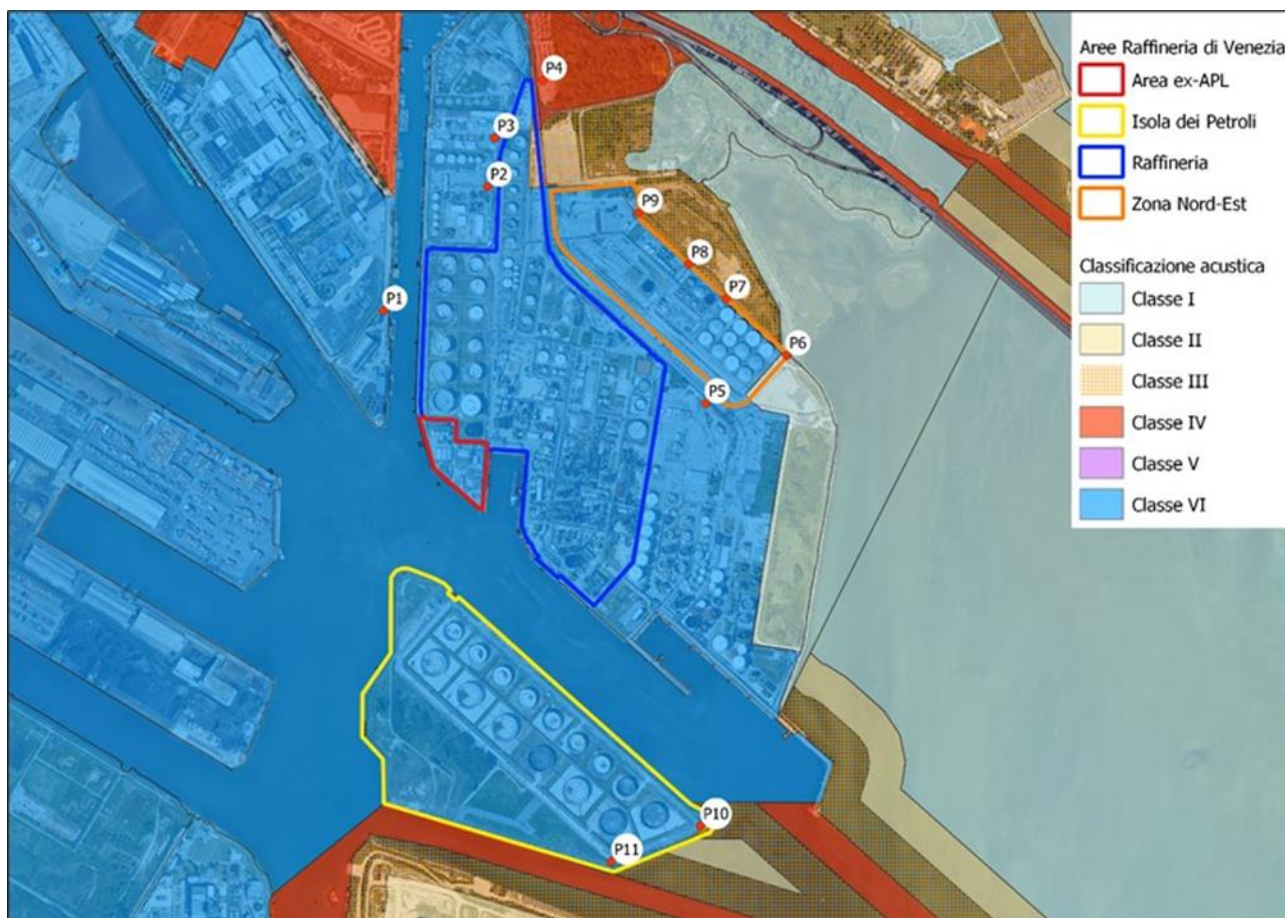 P4
P3
P2
P9
P8
P7
P1
P6
P5
P10
P11
Aree Raffineria di Venezia
Area ex-APL
Isola dei Petroli
Raffineria
Zona Nord-Est
Classificazione acustica
Classe I
Classe II
Classe III
Classe IV
Classe V
Classe VI